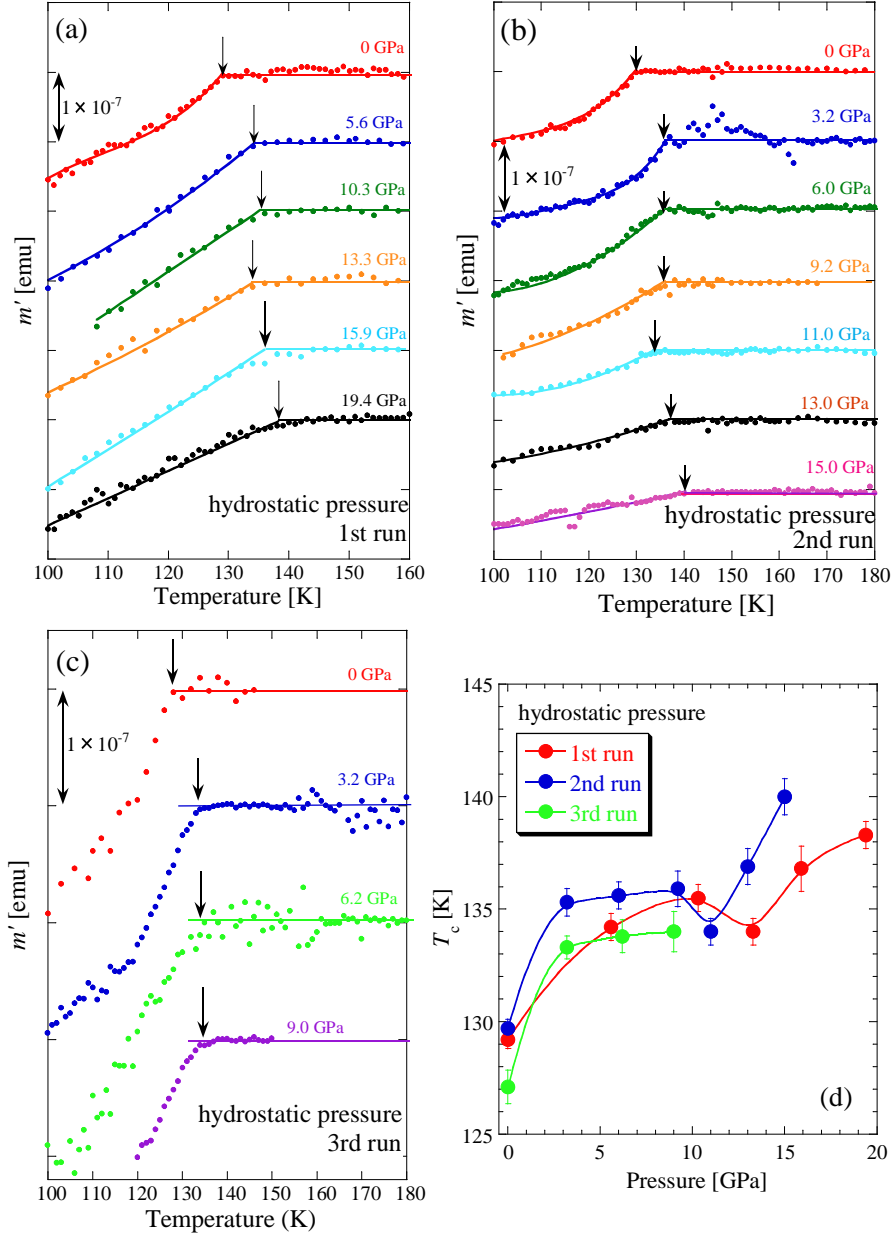 (a)
0 GPa
1 × 10-7
5.6 GPa
10.3 GPa
13.3 GPa
15.9 GPa
19.4 GPa
hydrostatic pressure
1st run
m′ [emu]
100 110 120 130 140 150 160
Temperature [K]
(b)
0 GPa
3.2 GPa
1 × 10-7
6.0 GPa
9.2 GPa
11.0 GPa
13.0 GPa
15.0 GPa
hydrostatic pressure
2nd run
m′ [emu]
100 110 120 130 140 150 160 170 180
Temperature [K]
(c)
0 GPa
1 × 10-7
3.2 GPa
6.2 GPa
9.0 GPa
hydrostatic pressure
3rd run
m′ [emu]
100 110 120 130 140 150 160 170 180
Temperature (K)
145
140
135
130
125
Tc [K]
hydrostatic pressure
1st run
2nd run
3rd run
(d)
0 5 10 15 20
Pressure [GPa]